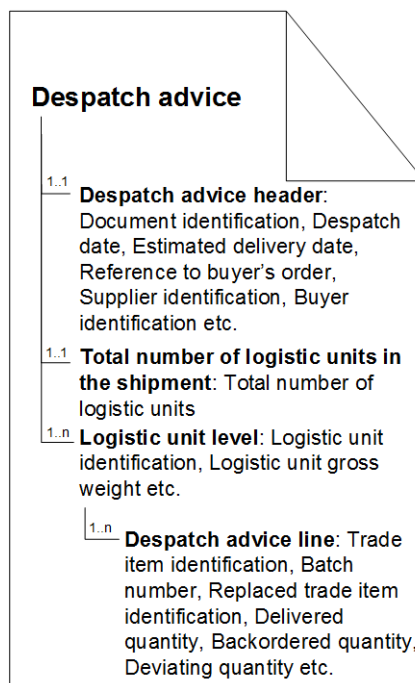 Despatch advice
1..1
Despatch advice header:
Document identification, Despatch
date, Estimated delivery date,
Reference to buyer's order,
Supplier identification, Buyer
identification etc.
1..1
Total number of logistic units in
the shipment: Total number of
logistic units
1..n
Logistic unit level: Logistic unit
identification, Logistic unit gross
weight etc.
1..n
Despatch advice line: Trade
item identification, Batch
number, Replaced trade item
identification, Delivered
quantity, Backordered quantity,
Deviating quantity etc.